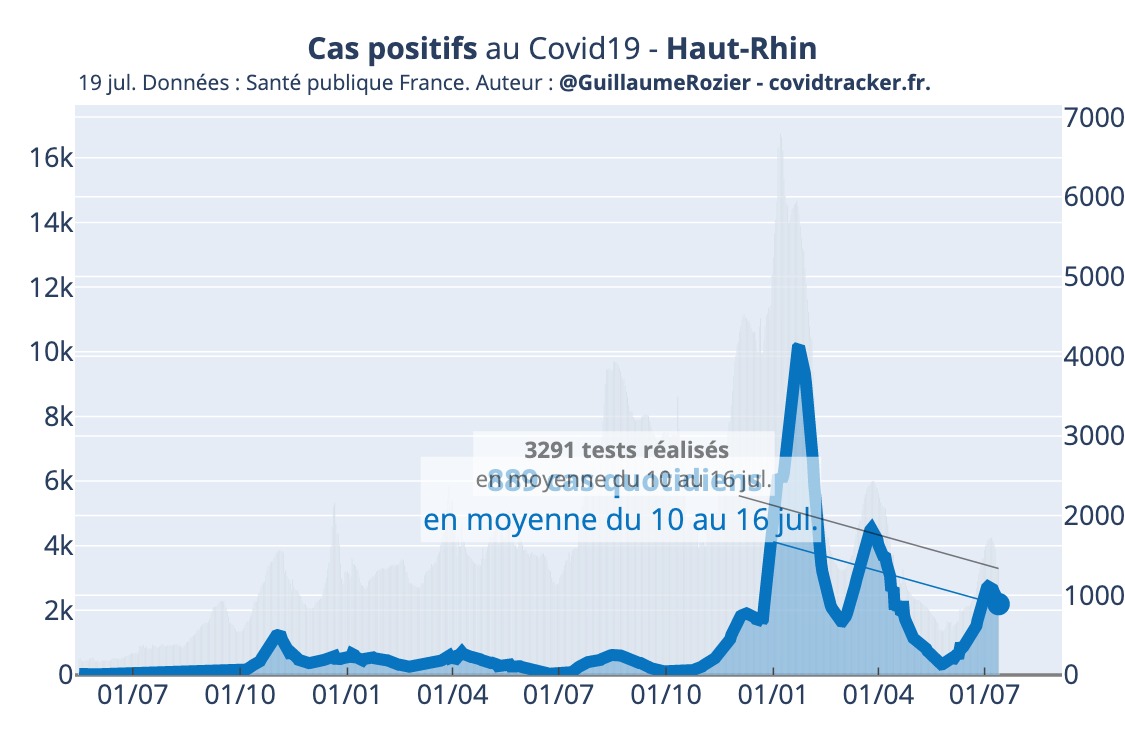 Cas positifs au Covid19 - Haut-Rhin
19 jul. Données : Santé publique France. Auteur : @GuillaumeRozier - covidtracker.fr.
7000
16k
6000
14k
5000
12k
10k
4000
8k
3000
3291 tests réalisés
en moyenne du 10 au 16 jul.
889 cas quotidiens
6k
en moyenne du 10 au 16 jul.
2000
4k
1000
2k
0
0
01/07
01/10
01/01
01/04
01/07
01/10
01/01
01/04
01/07